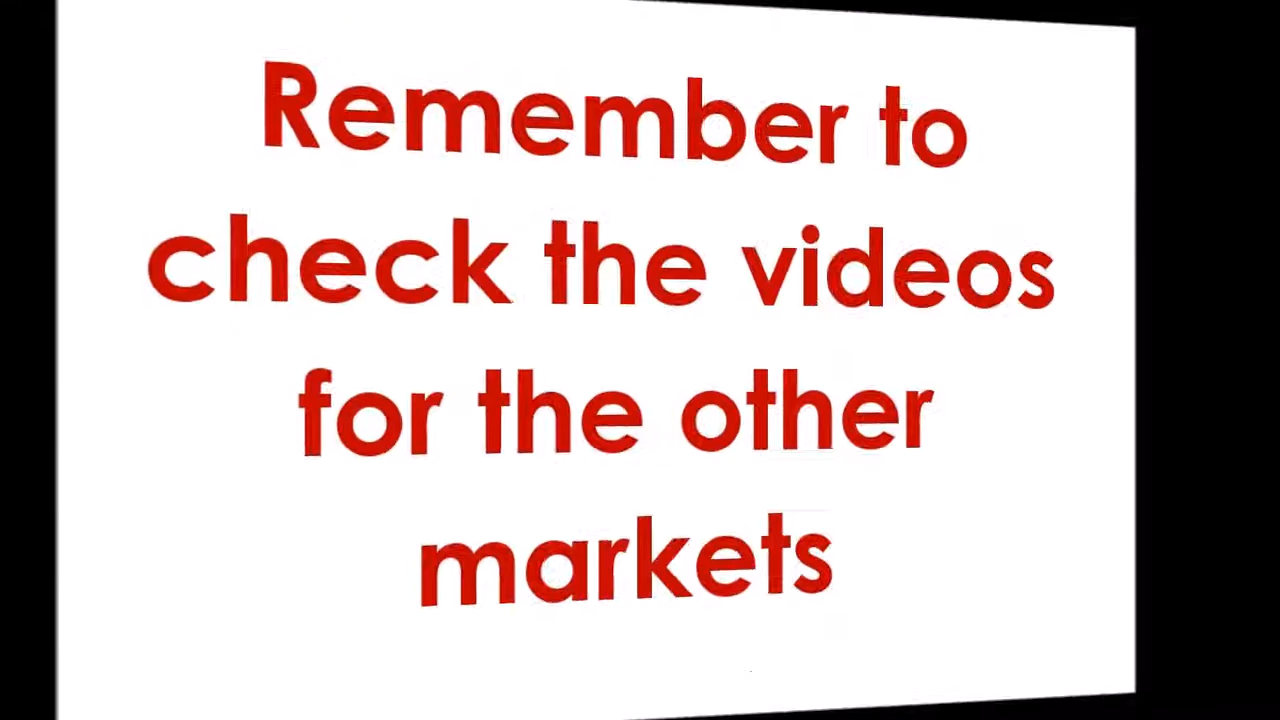 Remember to
check the videos
for the other
markets